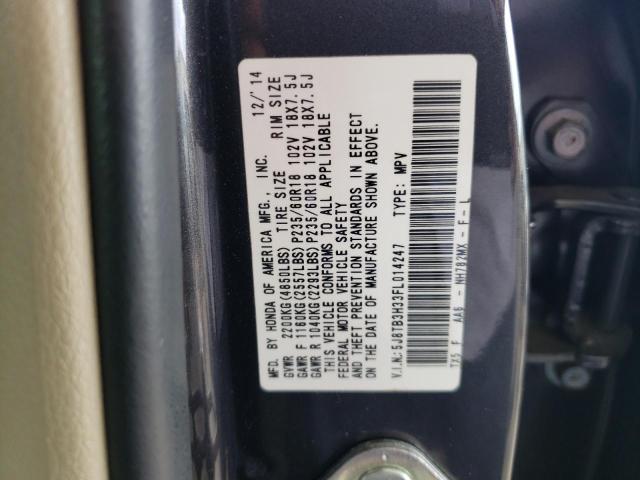 MFD. BY HONDA OF AMERICA MFG., INC. 12/'14
GVWR 2200KG(4850LBS) TIRE SIZE RIM SIZE
GAWR F 1160KG(2557LBS)P235/60R18 102V 18X7.5J
GAWR R 1040KG(2293LBS)P235/60R18 102V 18X7.5J
THIS VEHICLE CONFORMS TO ALL APPLICABLE
FEDERAL MOTOR VEHICLE SAFETY
AND THEFT PREVENTION STANDARDS IN EFFECT
ON THE DATE OF MANUFACTURE SHOWN ABOVE.
V.I.N.: 5J8TB3H33FL014247 TYPE: MPV
TX5 F AA6 - NH782MX - F - L